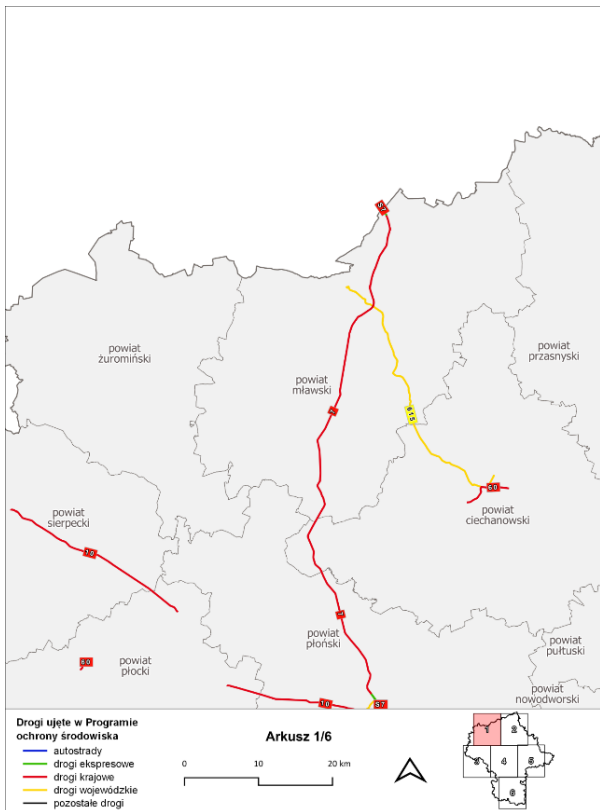 S7
powiat
żuromiński
powiat
przasnyski
powiat
mławski
7
615
60
powiat
ciechanowski
powiat
sierpecki
10
7
powiat
płoński
powiat
pułtuski
60
powiat
płocki
powiat
nowodworski
10
S7
Drogi ujęte w Programie
ochrony środowiska
autostrady
drogi ekspresowe
drogi krajowe
drogi wojewódzkie
pozostałe drogi
Arkusz 1/6
0 10 20 km
1 2
3 4 5
6